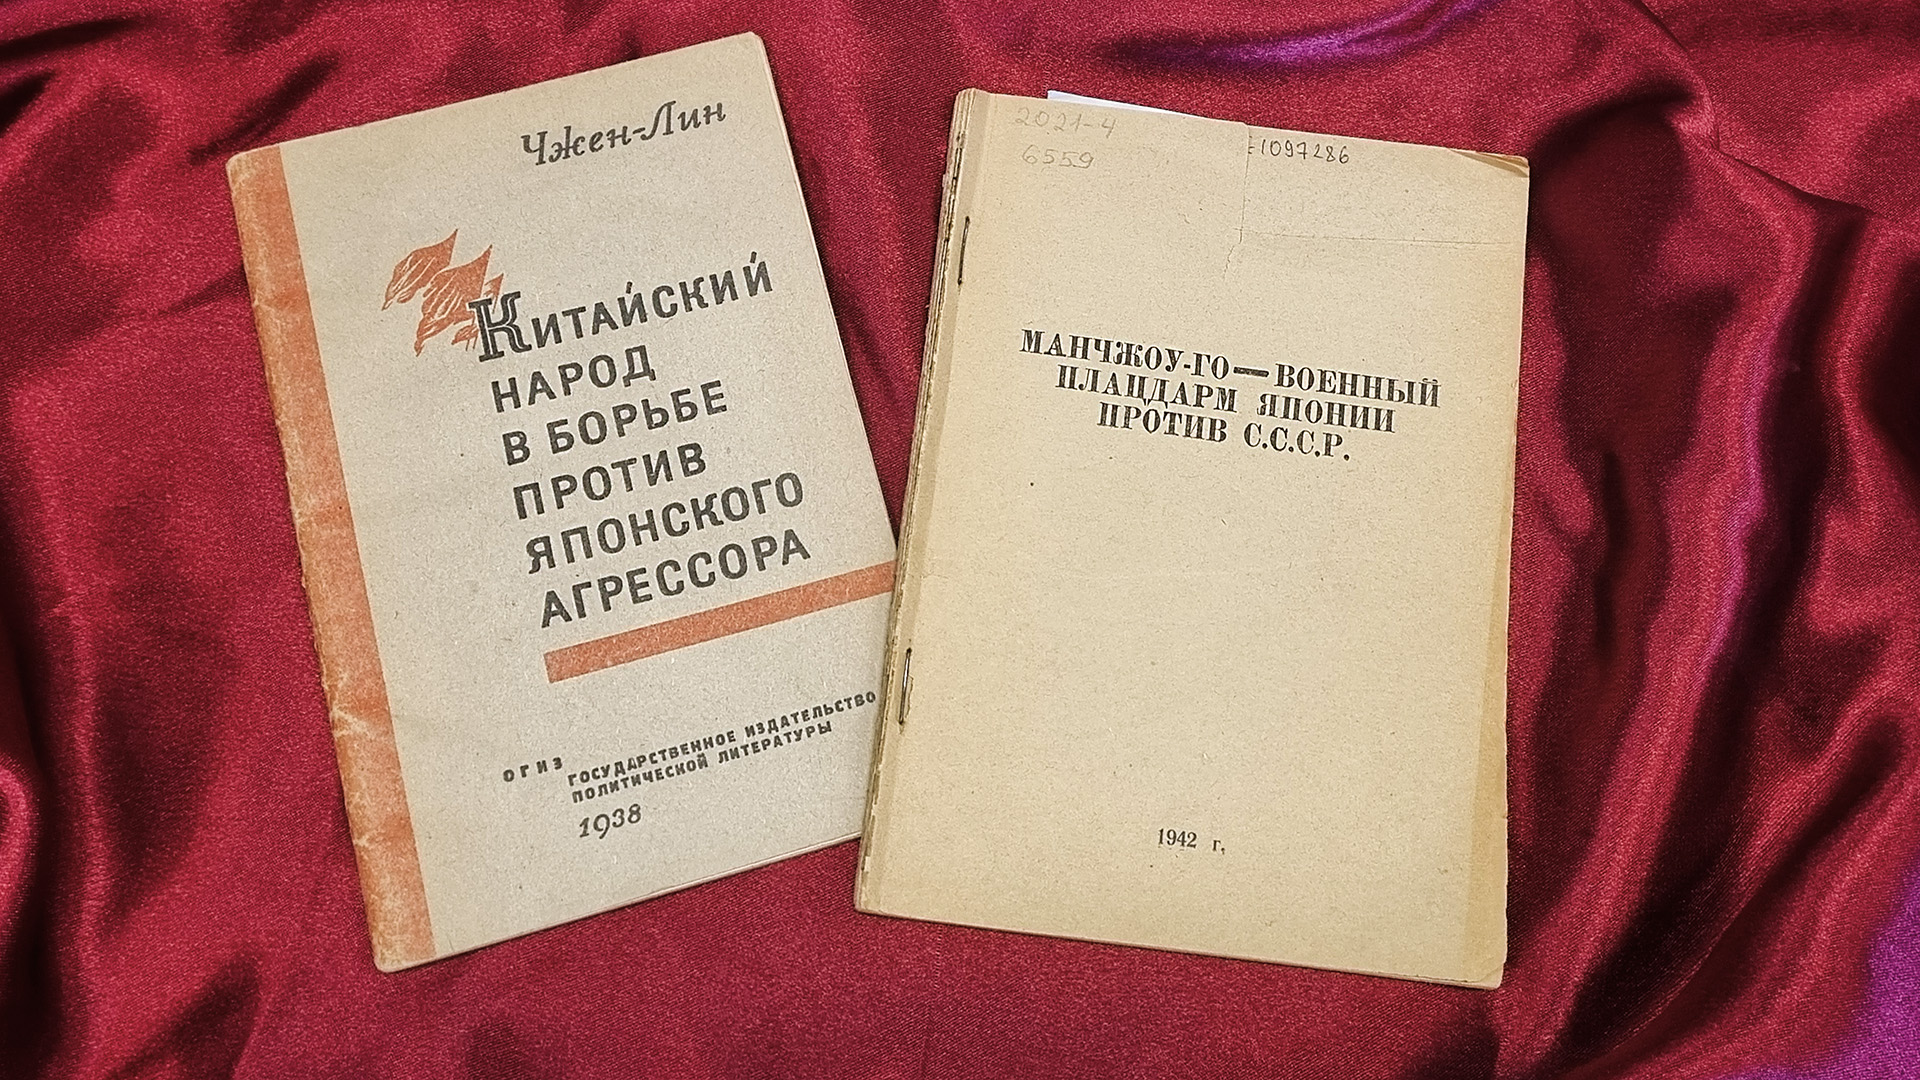 Чжен-Лин
Китайский
народ
в борьбе
против
японского
агрессора
ОГИЗ
Государственное издательство
политической литературы
1938
2021-4
6559
1097286
МАНЧЖОУ-ГО—ВОЕННЫЙ
ПЛАЦДАРМ ЯПОНИИ
ПРОТИВ С.С.С.Р.
1942 г.